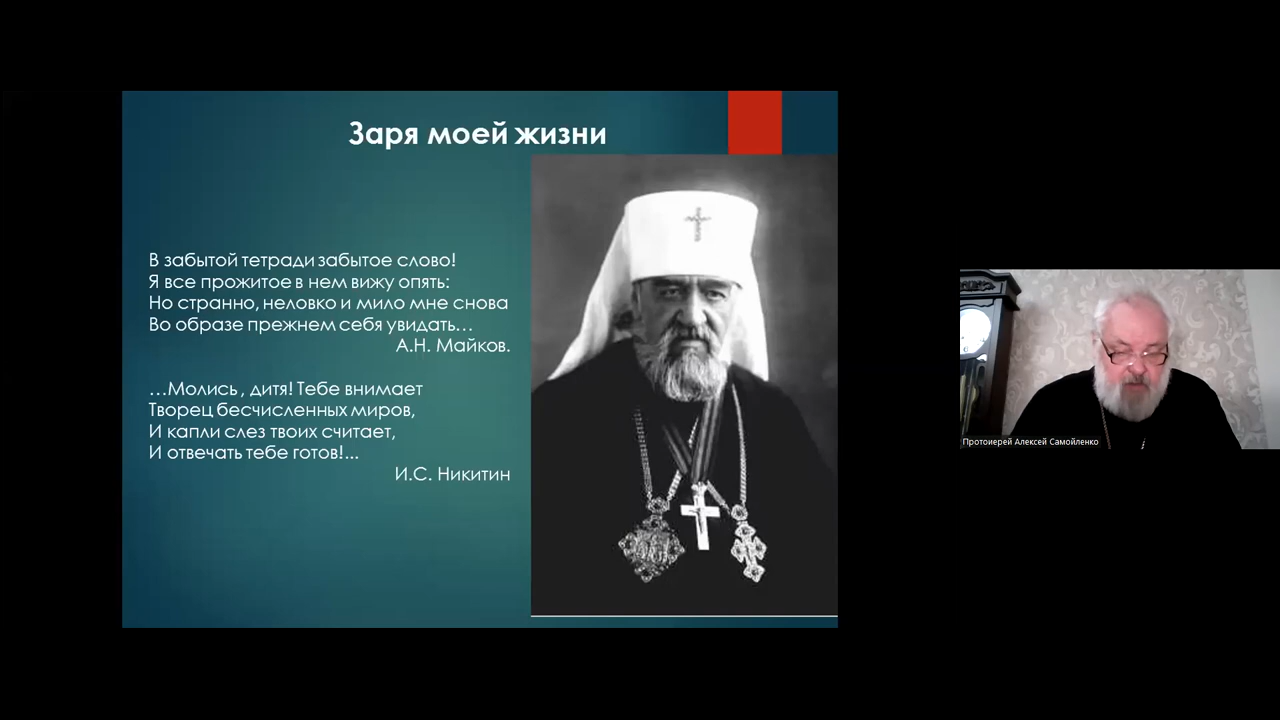 Заря моей жизни
В забытой тетради забытое слово!
Я все прожитое в нем вижу опять:
Но странно, неловко и мило мне снова
Во образе прежнем себя увидать…
А.Н. Майков.
…Молись , дитя! Тебе внимает
Творец бесчисленных миров,
И капли слез твоих считает,
И отвечать тебе готов!...
И.С. Никитин
Протоиерей Алексей Самойленко